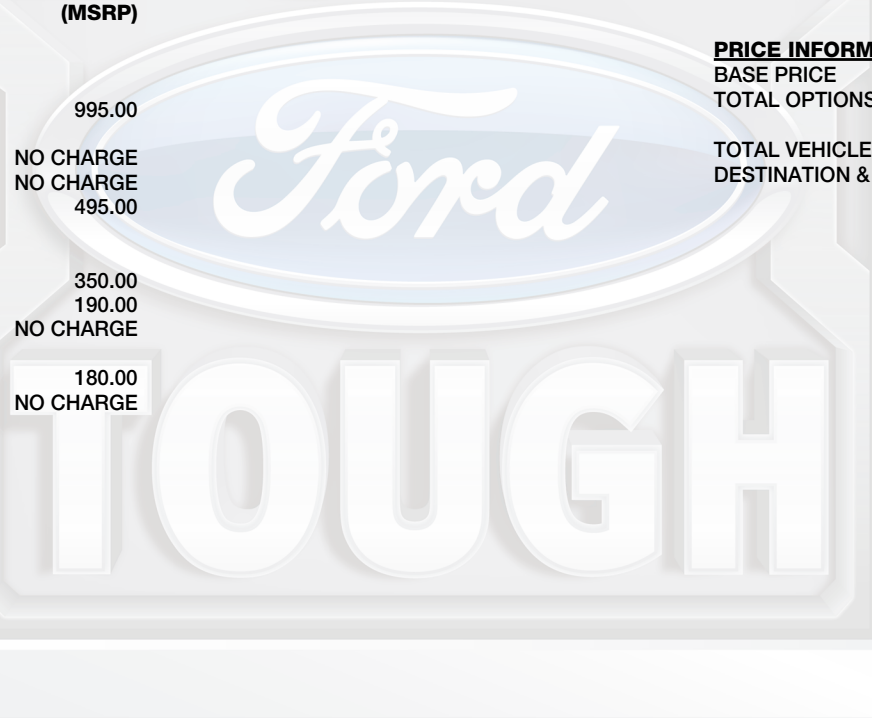 (MSRP)
995.00
NO CHARGE
NO CHARGE
495.00
350.00
190.00
NO CHARGE
180.00
NO CHARGE
PRICE INFORM
BASE PRICE
TOTAL OPTIONS
TOTAL VEHICLE
DESTINATION &
Ford
TOUGH